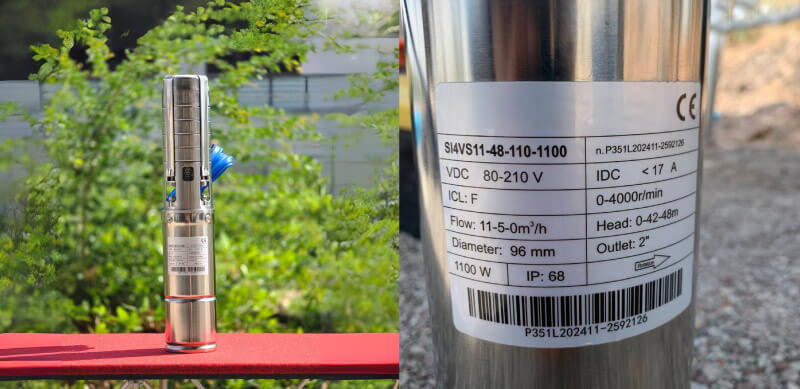 CE
SI4VS11-48-110-1100 n. P351L202411-2592126
VDC 80-210 V IDC < 17 A
ICL: F 0-4000r/min
Flow: 11-5-0m³/h Head: 0-42-48m
Diameter: 96 mm Outlet: 2"
1100 W IP: 68 Rotation
P351L202411-2592126